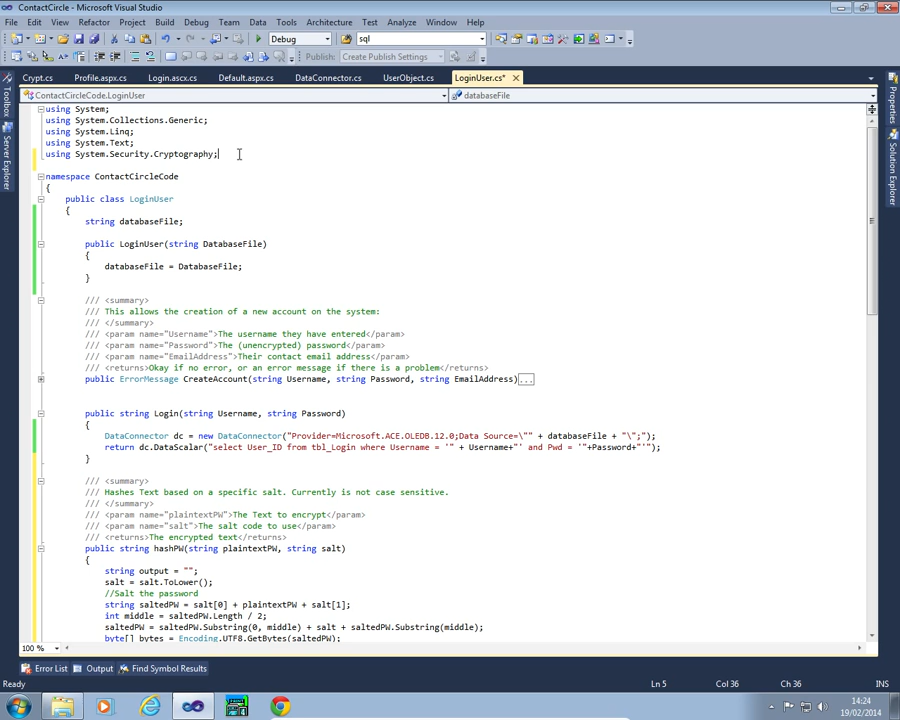 ContactCircle - Microsoft Visual Studio
File Edit View Refactor Project Build Debug Team Data Tools Architecture Test Analyze Window Help
Debug sql
Publish: Create Publish Settings
Crypt.cs Profile.aspx.cs Login.ascx.cs Default.aspx.cs DataConnector.cs UserObject.cs LoginUser.cs*
ContactCircleCode.LoginUser databaseFile
Toolbox
Server Explorer
Properties
Solution Explorer
using System;
using System.Collections.Generic;
using System.Linq;
using System.Text;
using System.Security.Cryptography;
namespace ContactCircleCode
{
public class LoginUser
{
string databaseFile;
public LoginUser(string DatabaseFile)
{
databaseFile = DatabaseFile;
}
/// <summary>
/// This allows the creation of a new account on the system:
/// </summary>
/// <param name="Username">The username they have entered</param>
/// <param name="Password">The (unencrypted) password</param>
/// <param name="EmailAddress">Their contact email address</param>
/// <returns>Okay if no error, or an error message if there is a problem</returns>
public ErrorMessage CreateAccount(string Username, string Password, string EmailAddress)...
public string Login(string Username, string Password)
{
DataConnector dc = new DataConnector("Provider=Microsoft.ACE.OLEDB.12.0;Data Source=\"" + databaseFile + "\";");
return dc.DataScalar("select User_ID from tbl_Login where Username = '" + Username+"' and Pwd = '"+Password+"'");
}
/// <summary>
/// Hashes Text based on a specific salt. Currently is not case sensitive.
/// </summary>
/// <param name="plaintextPW">The Text to encrypt</param>
/// <param name="salt">The salt code to use</param>
/// <returns>The encrypted text</returns>
public string hashPW(string plaintextPW, string salt)
{
string output = "";
salt = salt.ToLower();
//Salt the password
string saltedPW = salt[0] + plaintextPW + salt[1];
int middle = saltedPW.Length / 2;
saltedPW = saltedPW.Substring(0, middle) + salt + saltedPW.Substring(middle);
byte[] bytes = Encoding.UTF8.GetBytes(saltedPW);
100 %
Error List Output Find Symbol Results
Ready Ln 5 Col 36 Ch 36 INS
14:24
19/02/2014